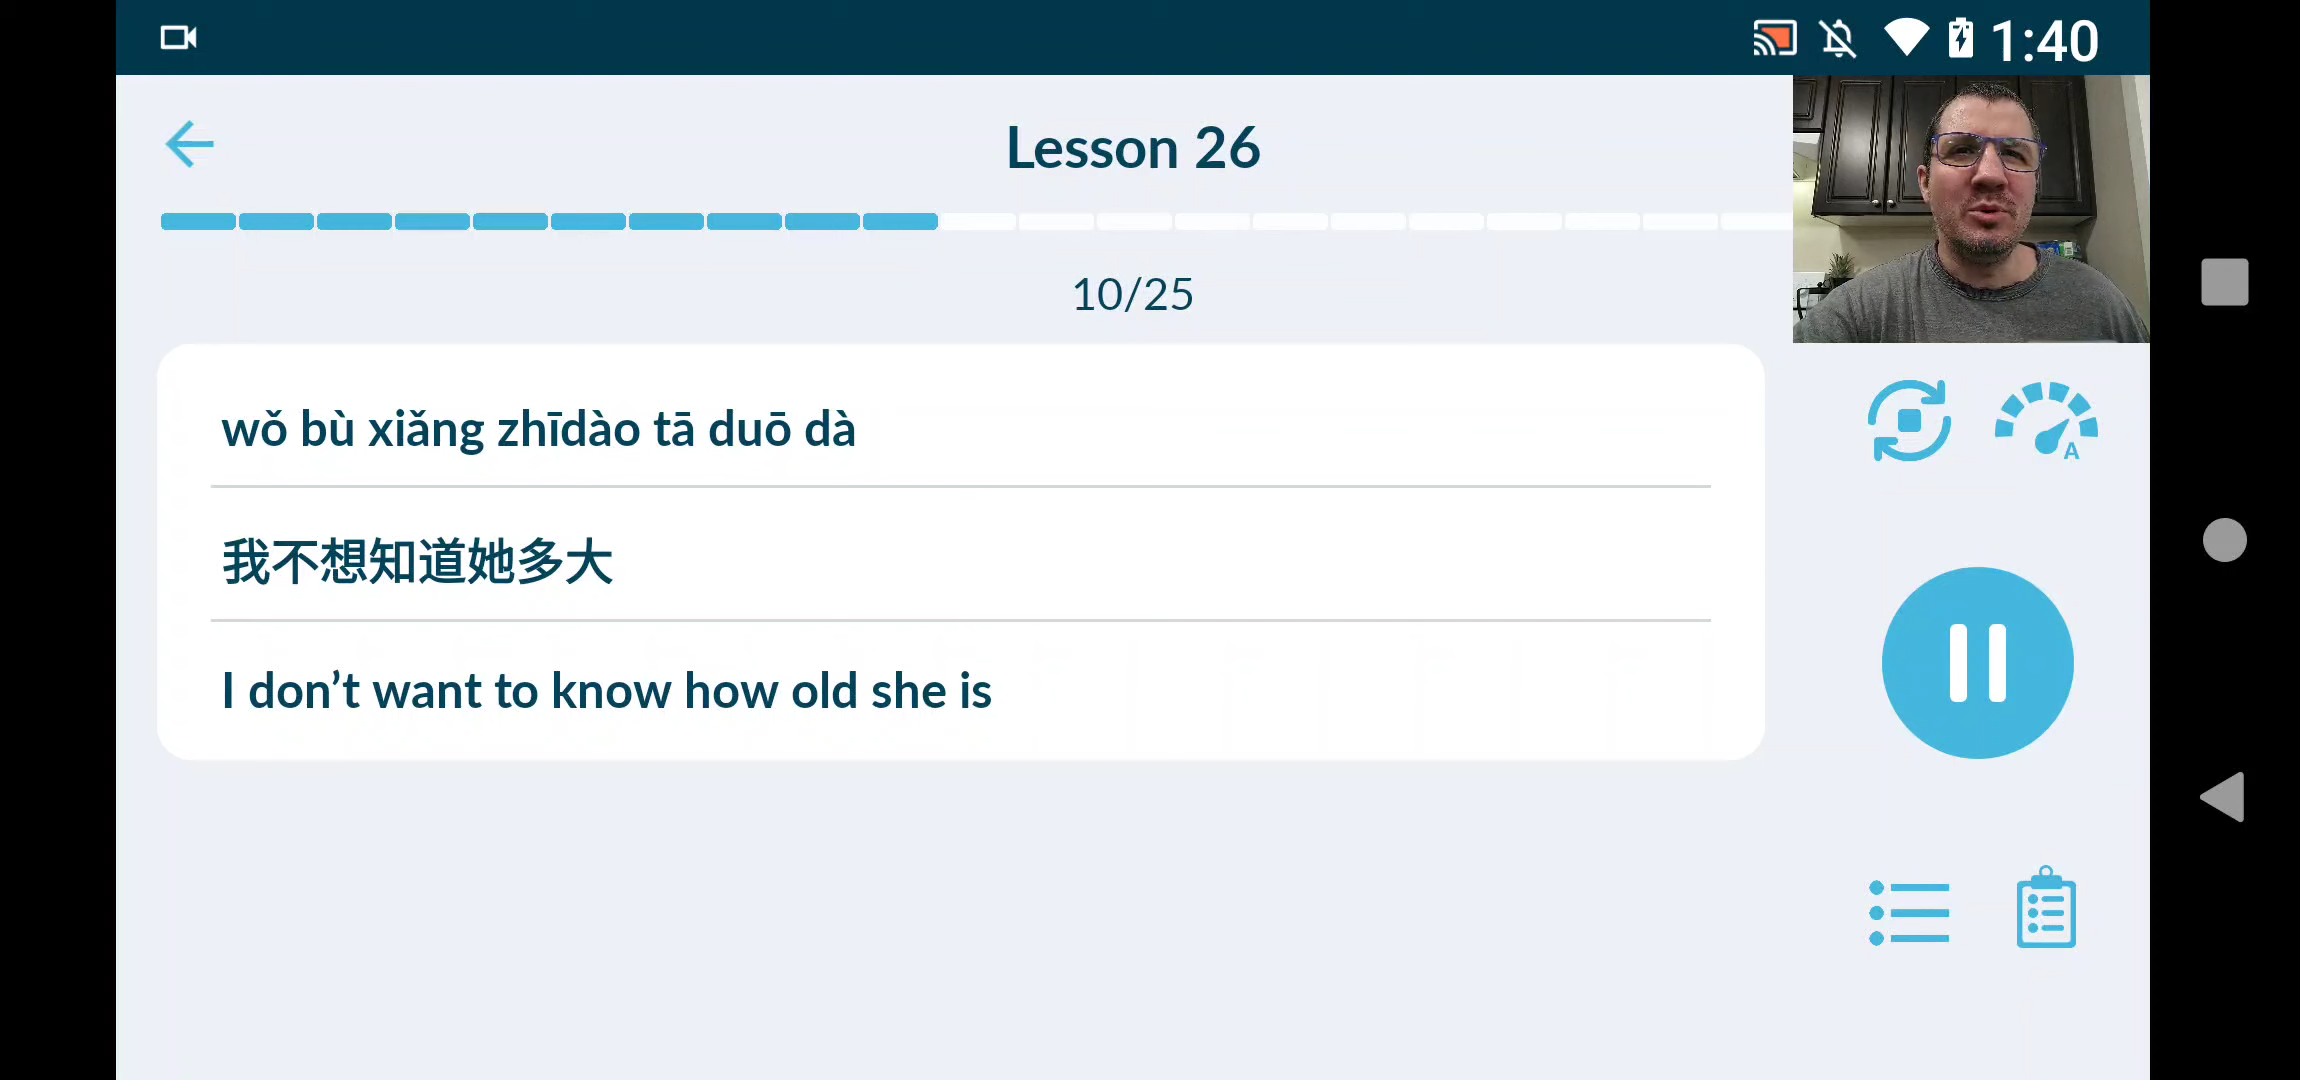 1:40
Lesson 26
10/25
wǒ bù xiǎng zhīdào tā duō dà
我不想知道她多大
I don’t want to know how old she is
A